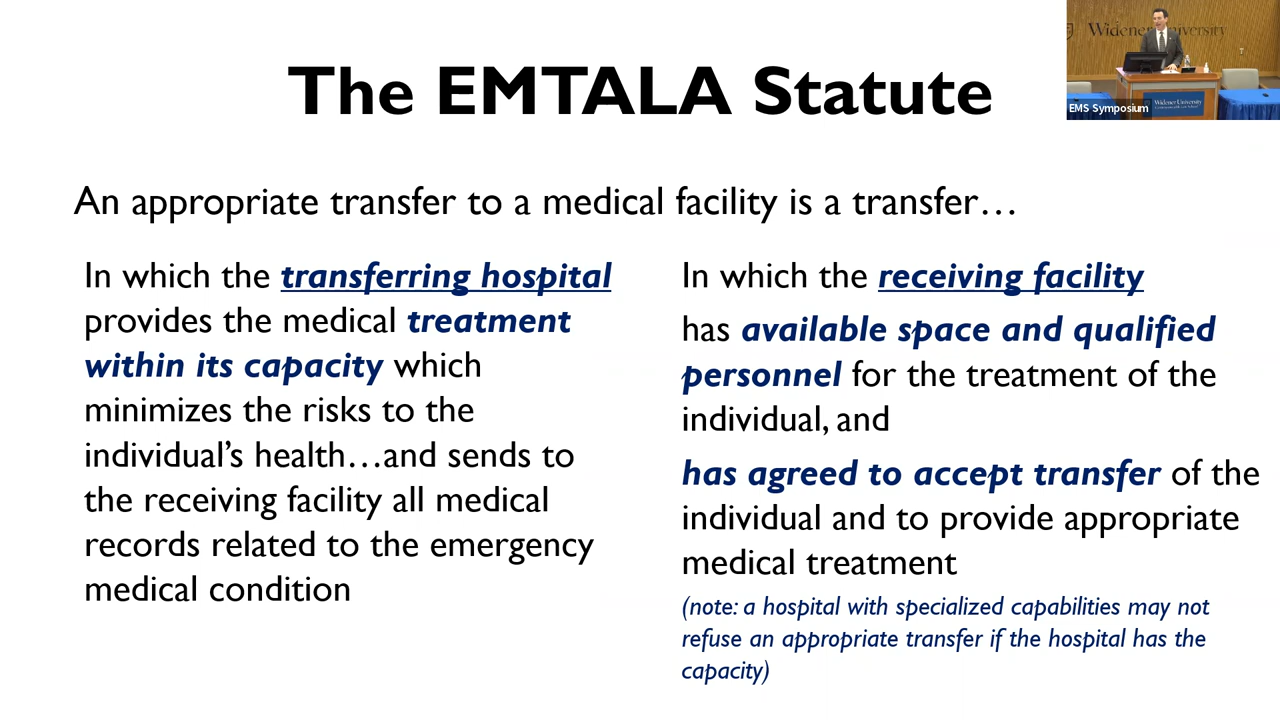 The EMTALA Statute
Widener University
EMS Symposium
Widener University
An appropriate transfer to a medical facility is a transfer…
In which the transferring hospital
provides the medical treatment
within its capacity which
minimizes the risks to the
individual’s health…and sends to
the receiving facility all medical
records related to the emergency
medical condition
In which the receiving facility
has available space and qualified
personnel for the treatment of the
individual, and
has agreed to accept transfer of the
individual and to provide appropriate
medical treatment
(note: a hospital with specialized capabilities may not
refuse an appropriate transfer if the hospital has the
capacity)